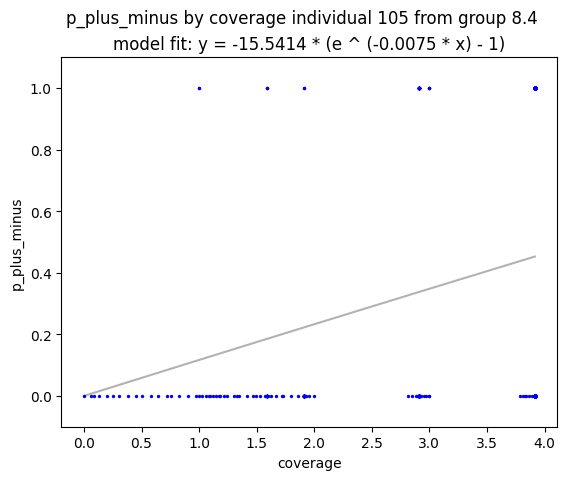 p_plus_minus by coverage individual 105 from group 8.4
model fit: y = -15.5414 * (e ^ (-0.0075 * x) - 1)
1.0
0.8
0.6
0.4
0.2
0.0
p_plus_minus
0.0 0.5 1.0 1.5 2.0 2.5 3.0 3.5 4.0
coverage